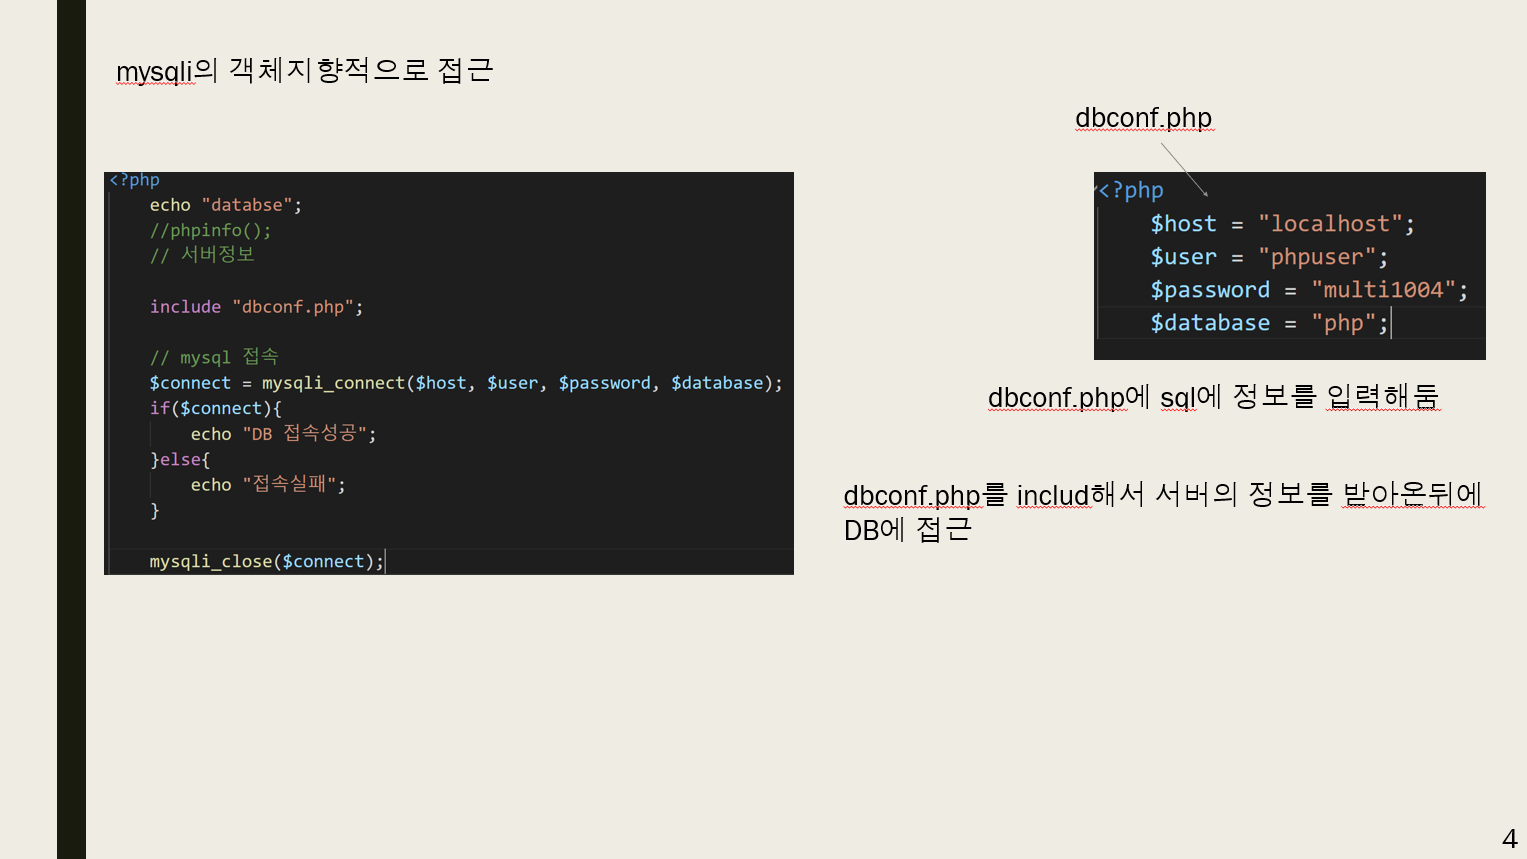 mysqli의 객체지향적으로 접근
dbconf.php
<?php
echo "databse";
//phpinfo();
// 서버정보
include "dbconf.php";
// mysql 접속
$connect = mysqli_connect($host, $user, $password, $database);
if($connect){
echo "DB 접속성공";
}else{
echo "접속실패";
}
mysqli_close($connect);
<?php
$host = "localhost";
$user = "phpuser";
$password = "multi1004";
$database = "php";
dbconf.php에 sql에 정보를 입력해둠
dbconf.php를 includ해서 서버의 정보를 받아온뒤에
DB에 접근
4